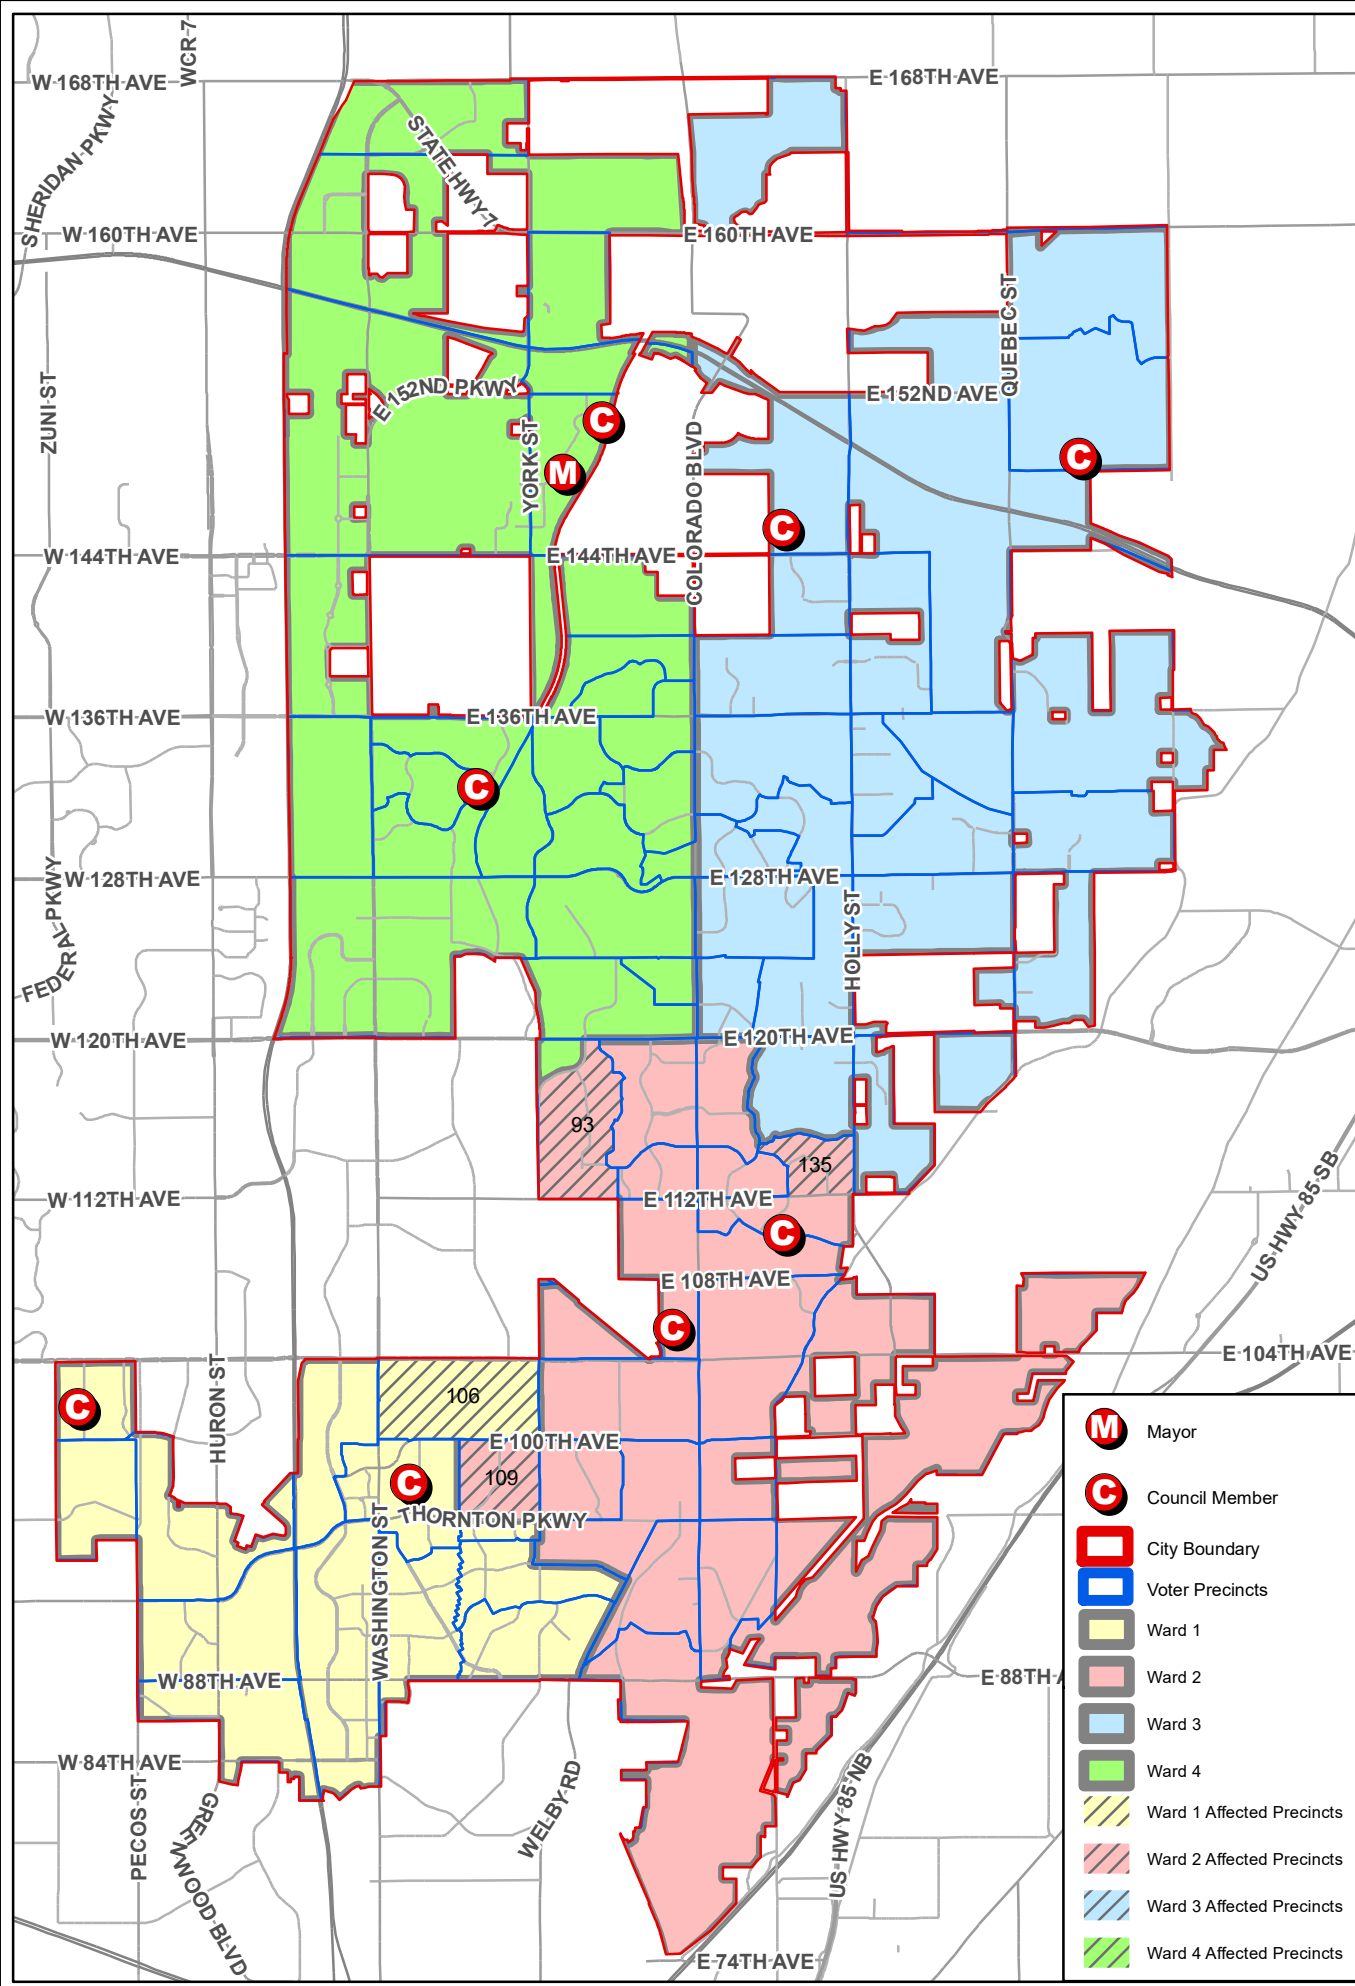 WCR-7
W 168TH AVE
E 168TH AVE
SHERIDAN PKWY
STATE HWY 7
W 160TH AVE
E 160TH AVE
QUEBEC ST
ZUNI ST
E 152ND PKWY
E 152ND AVE
YORK ST
COLORADO BLVD
C
M
C
C
W 144TH AVE
E 144TH AVE
W 136TH AVE
E 136TH AVE
C
FEDERAL PKWY
W 128TH AVE
E 128TH AVE
HOLLY ST
W 120TH AVE
E 120TH AVE
93
135
US HWY 85 SB
W 112TH AVE
E 112TH AVE
C
E 108TH AVE
C
E 104TH AVE
HURON ST
C
106
E 100TH AVE
109
C
THORNTON PKWY
WASHINGTON ST
W 88TH AVE
E 88TH A
W 84TH AVE
PECOS ST
GREENWOOD BLVD
WELBY RD
US HWY 85 NB
E 74TH AVE
M Mayor
C Council Member
City Boundary
Voter Precincts
Ward 1
Ward 2
Ward 3
Ward 4
Ward 1 Affected Precincts
Ward 2 Affected Precincts
Ward 3 Affected Precincts
Ward 4 Affected Precincts